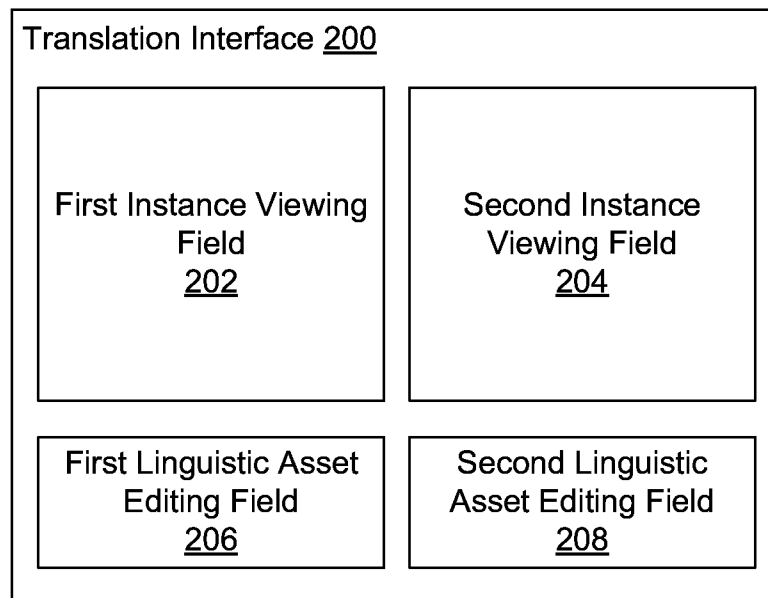 Translation Interface 200
First Instance Viewing
Field
202
Second Instance
Viewing Field
204
First Linguistic Asset
Editing Field
206
Second Linguistic
Asset Editing Field
208